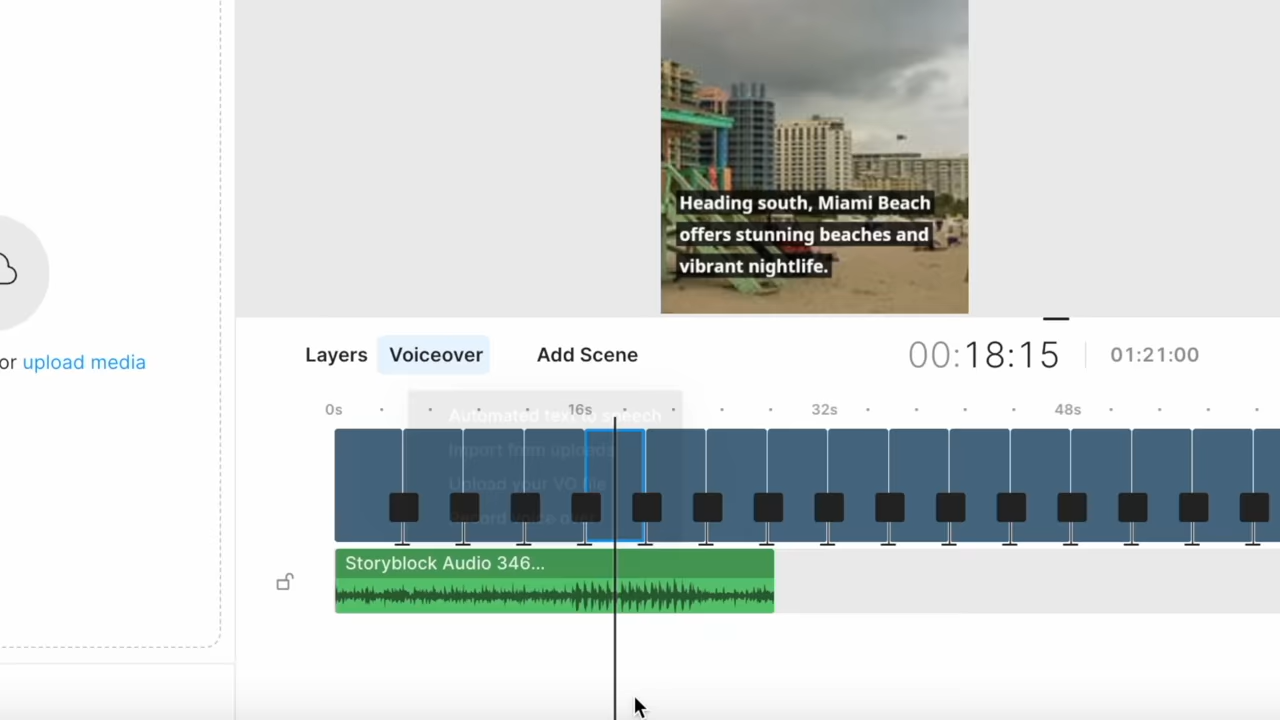 Heading south, Miami Beach
offers stunning beaches and
vibrant nightlife.
or upload media
Layers Voiceover Add Scene 00:18:15 01:21:00
0s 16s 32s 48s
Automated text to speech
Import from uploads
Upload your VO file
Record voice over
Storyblock Audio 346...